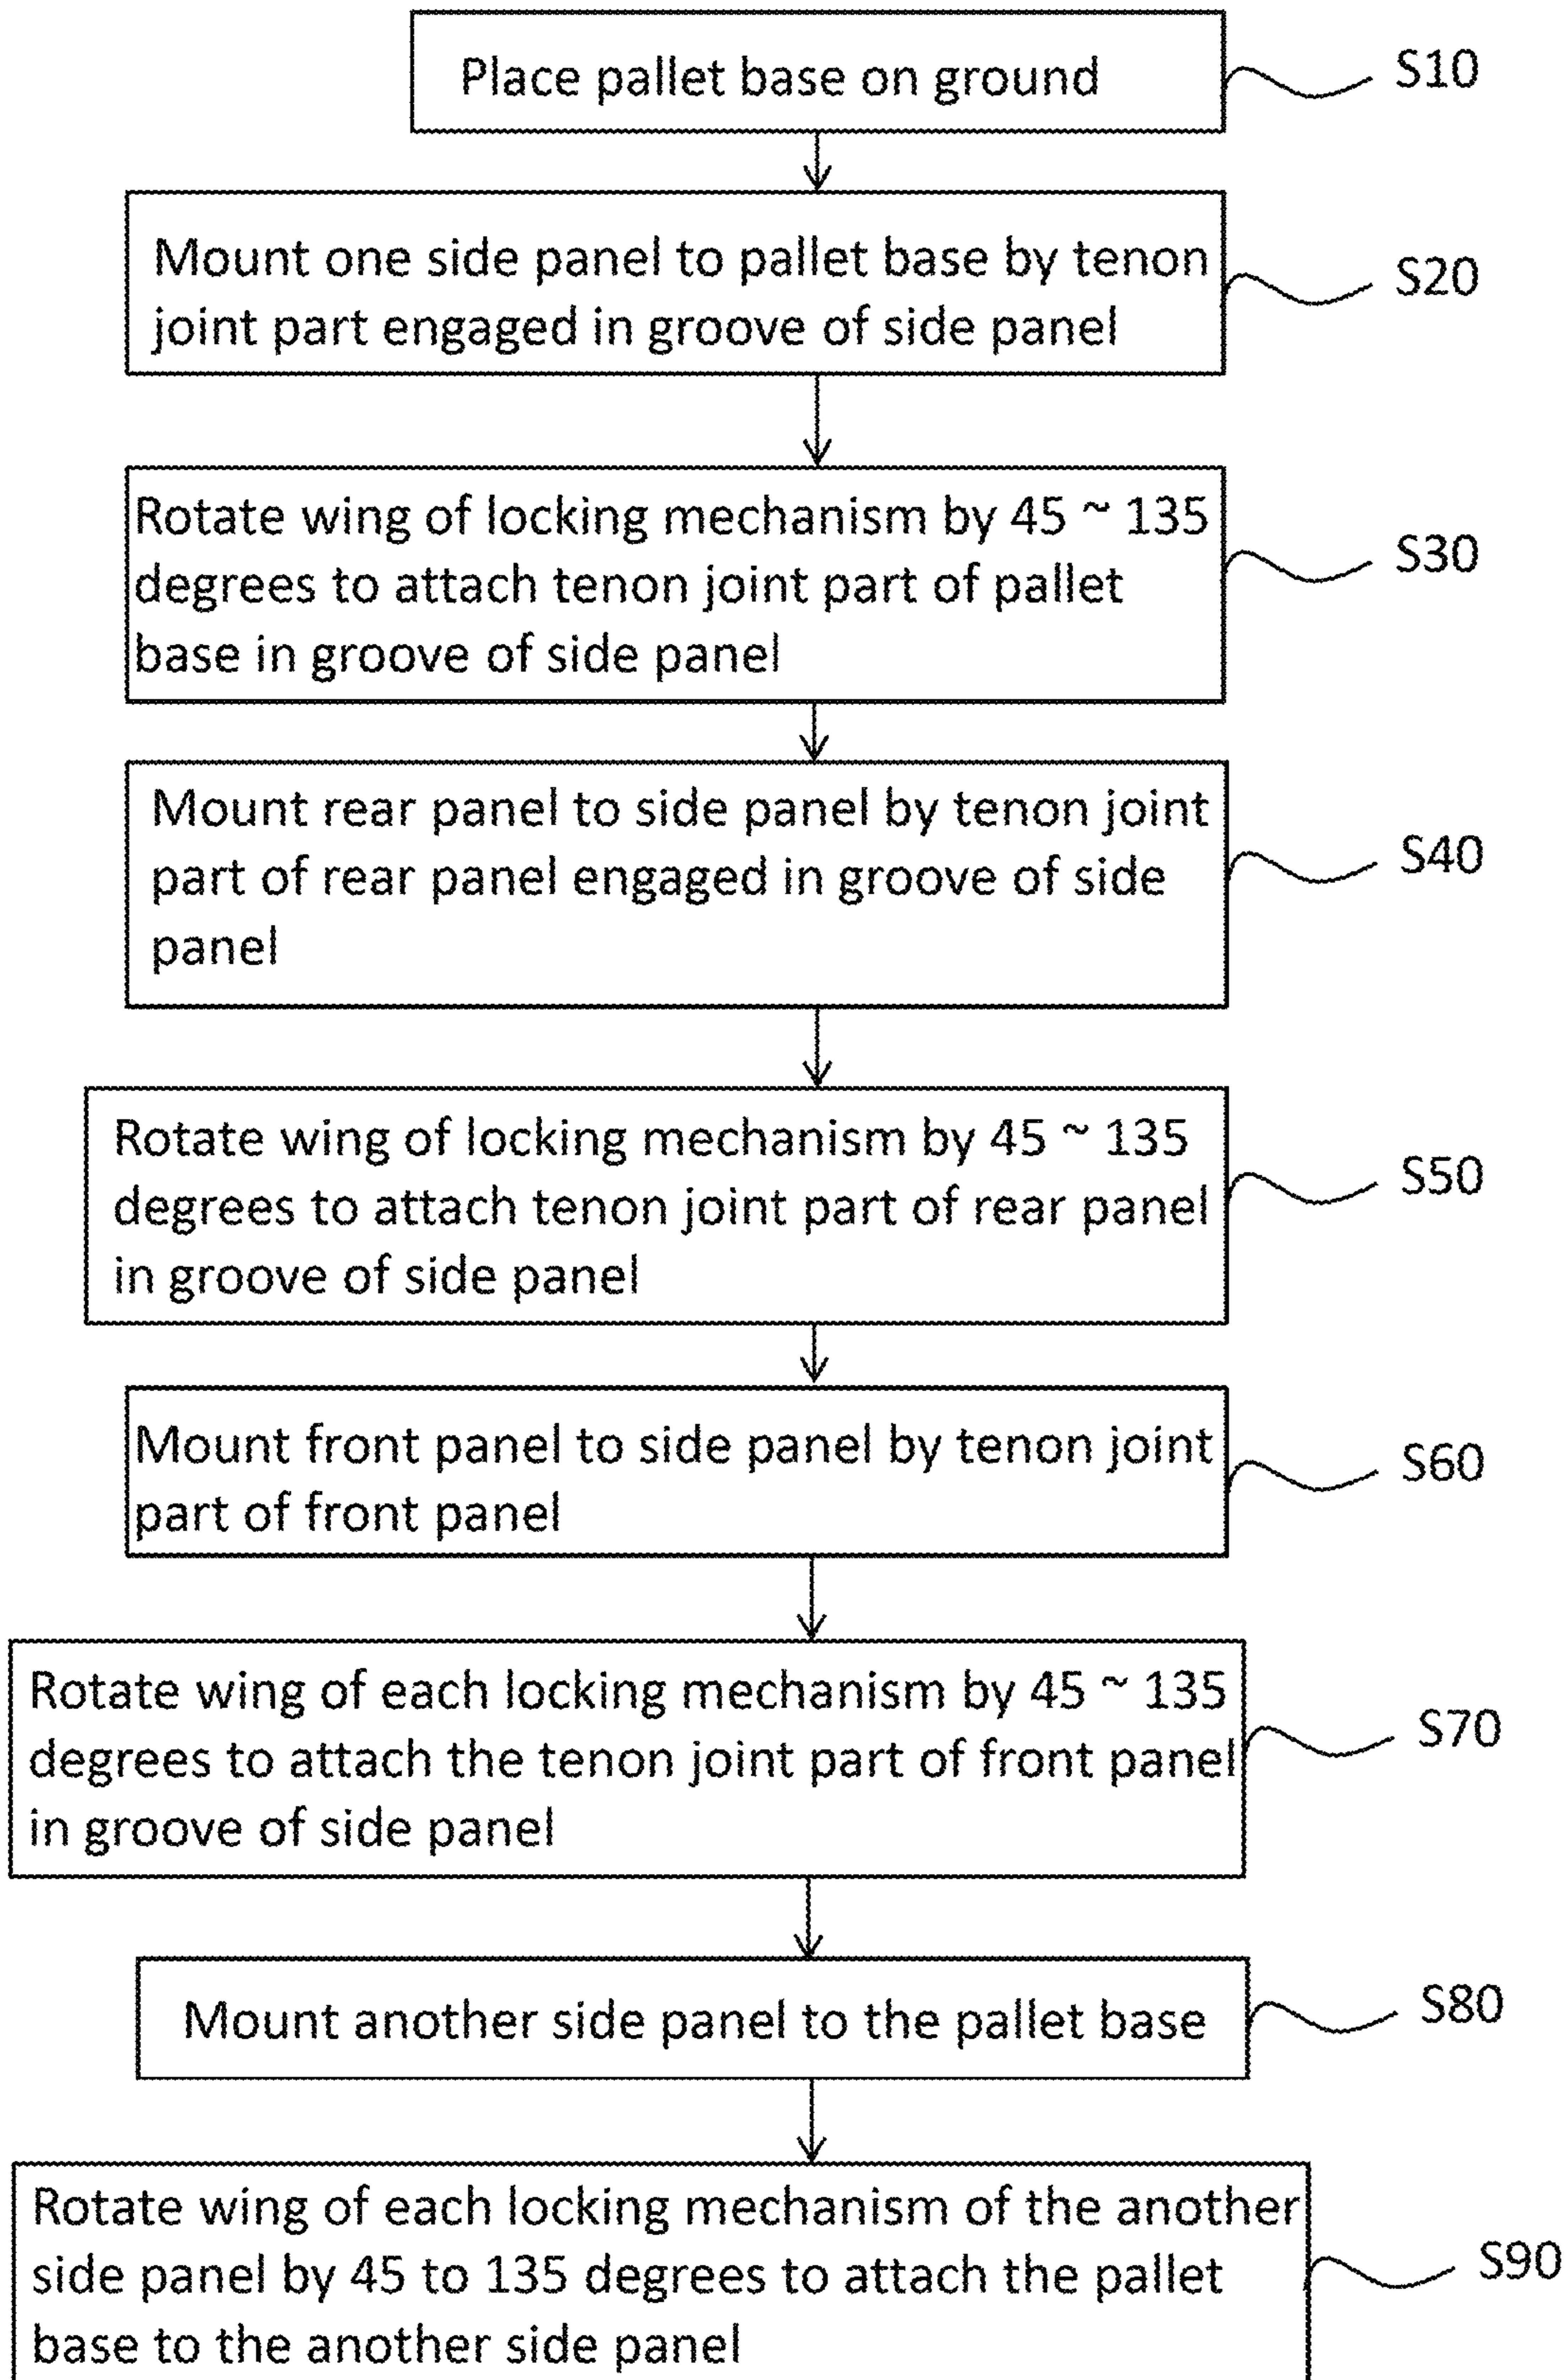 Place pallet base on ground
S10
Mount one side panel to pallet base by tenon
joint part engaged in groove of side panel
S20
Rotate wing of locking mechanism by 45 ~ 135
degrees to attach tenon joint part of pallet
base in groove of side panel
S30
Mount rear panel to side panel by tenon joint
part of rear panel engaged in groove of side
panel
S40
Rotate wing of locking mechanism by 45 ~ 135
degrees to attach tenon joint part of rear panel
in groove of side panel
S50
Mount front panel to side panel by tenon joint
part of front panel
S60
Rotate wing of each locking mechanism by 45 ~ 135
degrees to attach the tenon joint part of front panel
in groove of side panel
S70
Mount another side panel to the pallet base
S80
Rotate wing of each locking mechanism of the another
side panel by 45 to 135 degrees to attach the pallet
base to the another side panel
S90